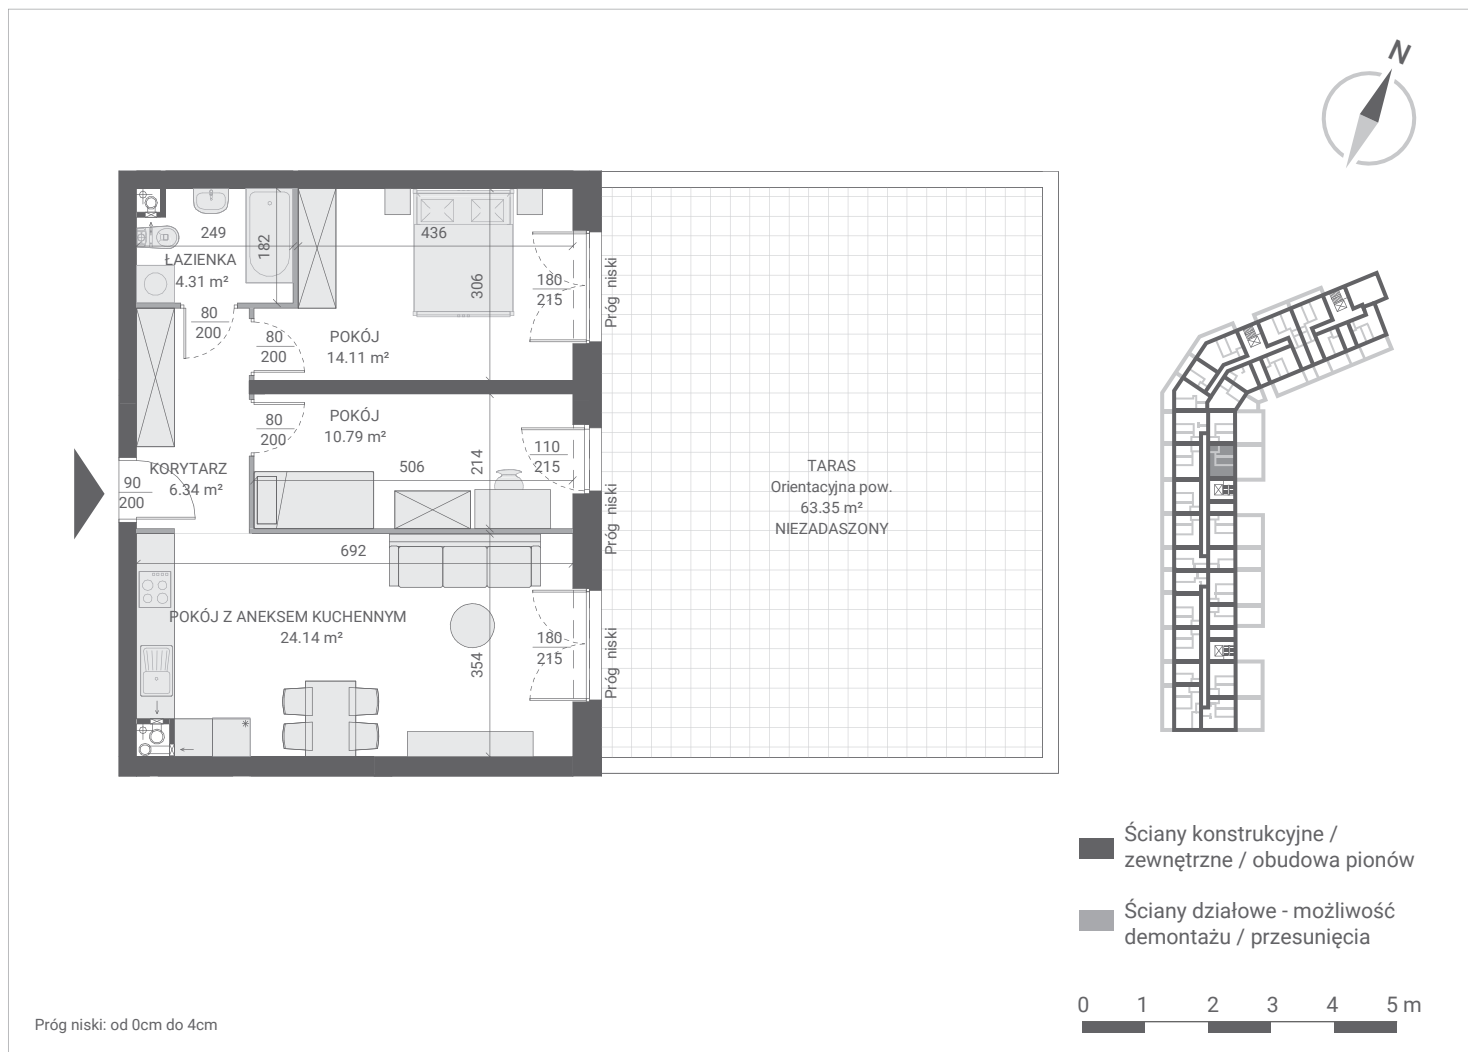 N
249
182
ŁAZIENKA
4.31 m²
436
306
180
215
Próg niski
80
200
80
200
POKÓJ
14.11 m²
80
200
POKÓJ
10.79 m²
506
214
110
215
Próg niski
KORYTARZ
6.34 m²
90
200
TARAS
Orientacyjna pow.
63.35 m²
NIEZADASZONY
692
POKÓJ Z ANEKSEM KUCHENNYM
24.14 m²
354
180
215
Próg niski
Ściany konstrukcyjne /
zewnętrzne / obudowa pionów
Ściany działowe - możliwość
demontażu / przesunięcia
0 1 2 3 4 5 m
Próg niski: od 0cm do 4cm